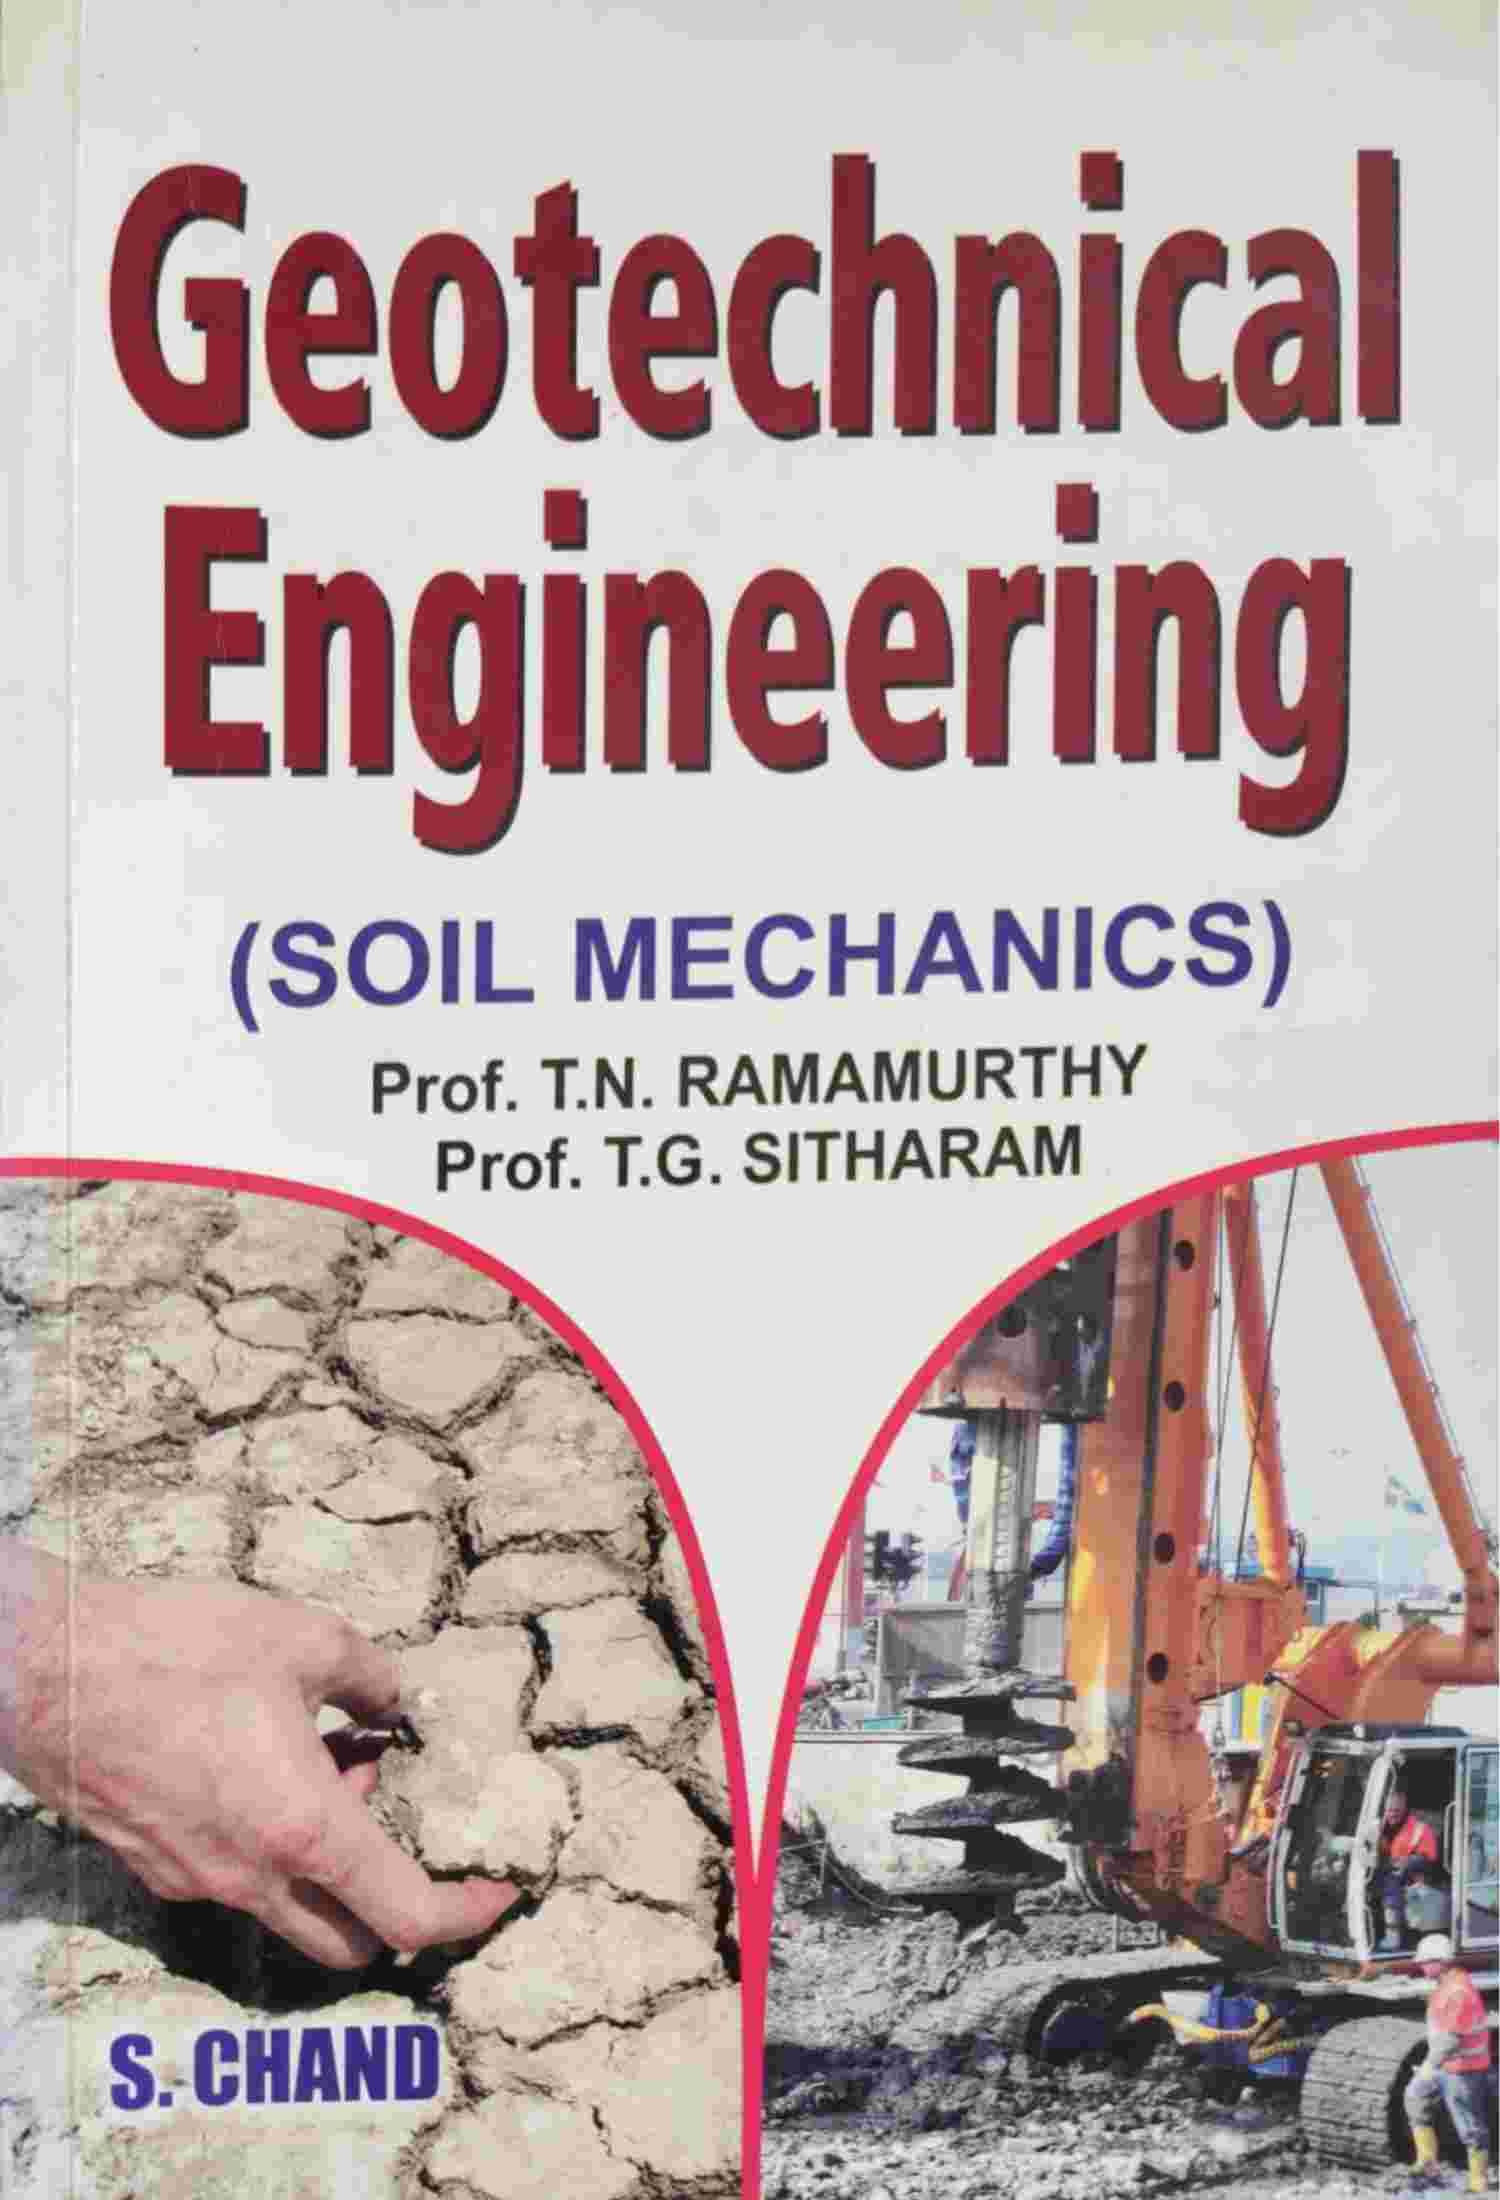 Geotechnical
Engineering
(SOIL MECHANICS)
Prof. T.N. RAMAMURTHY
Prof. T.G. SITHARAM
S. CHAND